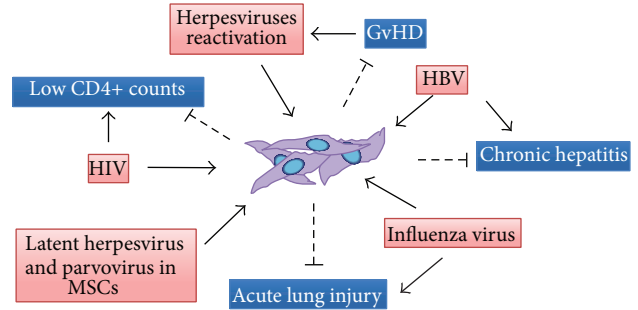 Herpesviruses
reactivation
GvHD
HBV
Low CD4+ counts
Chronic hepatitis
HIV
Influenza virus
Latent herpesvirus
and parvovirus in
MSCs
Acute lung injury